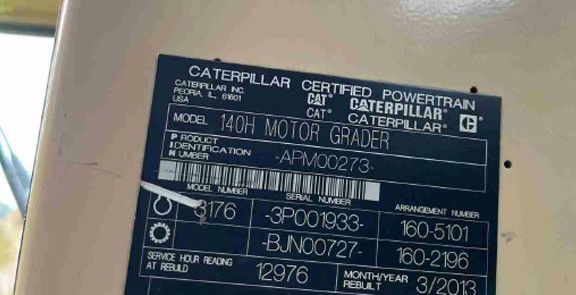 CATERPILLAR CERTIFIED POWERTRAIN
CATERPILLAR INC.
PEORIA, IL, 61601
USA
CAT® CATERPILLAR®
CAT® CATERPILLAR® C®
MODEL 140H MOTOR GRADER
PRODUCT
IDENTIFICATION
NUMBER
-APM00273-
MODEL NUMBER SERIAL NUMBER ARRANGEMENT NUMBER
3176 -3P001933- 160-5101
-BJN00727- 160-2196
SERVICE HOUR READING
AT REBUILD
12976
MONTH/YEAR
REBUILT
3/2013